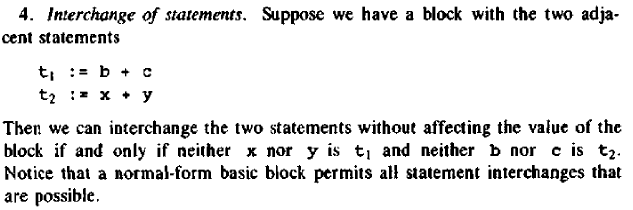 4. Interchange of statements. Suppose we have a block with the two adja-
cent statements
t₁ := b + c
t₂ := x + y
Then we can interchange the two statements without affecting the value of the
block if and only if neither x nor y is t₁ and neither b nor c is t₂.
Notice that a normal-form basic block permits all statement interchanges that
are possible.